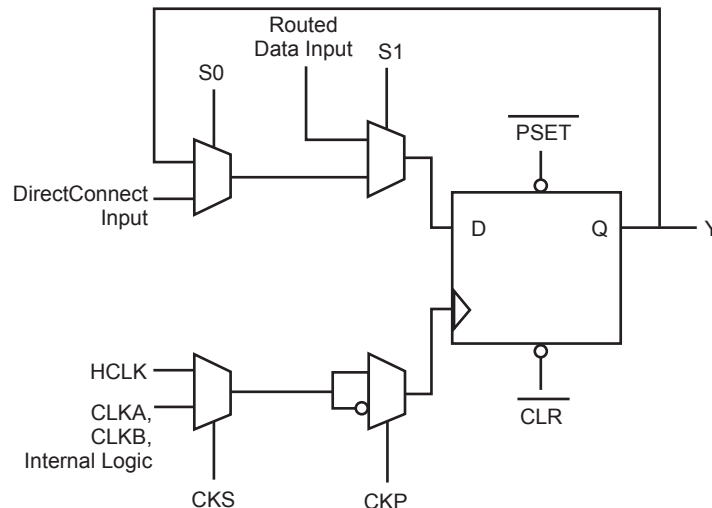 Routed
Data Input
S1
S0
PSET
DirectConnect
Input
D
Q
Y
HCLK
CLKA,
CLKB,
Internal Logic
CLR
CKS
CKP